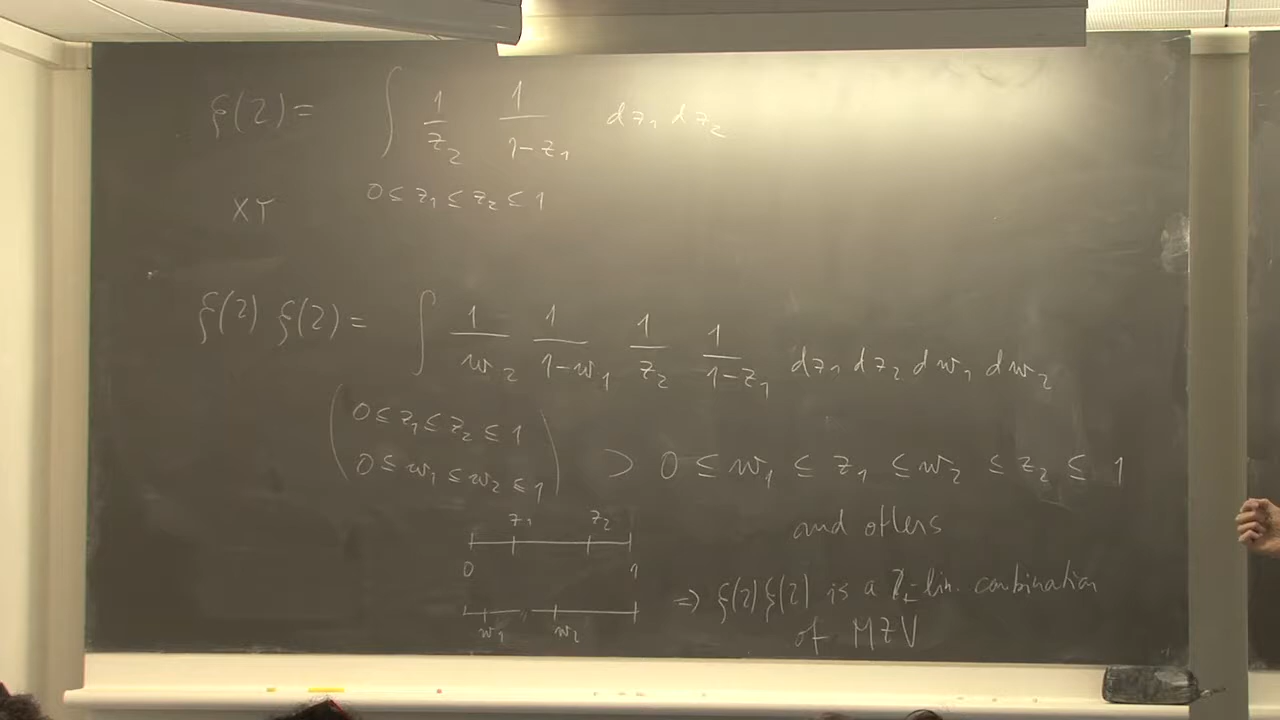 ξ(2) = ∫ 1/z₂ 1/(1-z₁) dz₁ dz₂
0 ≤ z₁ ≤ z₂ ≤ 1
XY
ξ(2) ξ(2) = ∫ 1/w₂ 1/(1-w₁) 1/z₂ 1/(1-z₁) dz₁ dz₂ dw₁ dw₂
(0 ≤ z₁ ≤ z₂ ≤ 1
0 ≤ w₁ ≤ w₂ ≤ 1) ⊃ 0 ≤ w₁ ≤ z₁ ≤ w₂ ≤ z₂ ≤ 1
and others
z₁ z₂
0 1
w₁ w₂
⇒ ξ(2) ξ(2) is a ℤ-lin. combination
of MZV